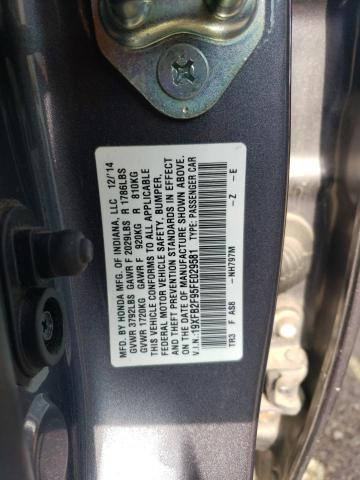 MFD. BY HONDA MFG. OF INDIANA, LLC 12/'14
GVWR 3792LBS GAWR F 2029LBS R 1786LBS
GVWR 1720KG GAWR F 920KG R 810KG
THIS VEHICLE CONFORMS TO ALL APPLICABLE
FEDERAL MOTOR VEHICLE SAFETY, BUMPER,
AND THEFT PREVENTION STANDARDS IN EFFECT
ON THE DATE OF MANUFACTURE SHOWN ABOVE.
V.I.N.:19XFB2F95FE029581 TYPE: PASSENGER CAR
TR3 F AS8 -NH797M -Z -E